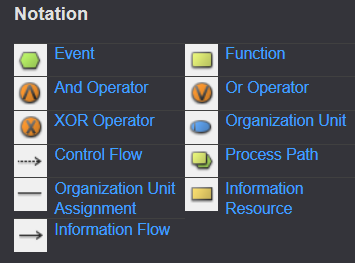 Notation
Event
Function
And Operator
Or Operator
XOR Operator
Organization Unit
Control Flow
Process Path
Organization Unit
Assignment
Information
Resource
Information Flow